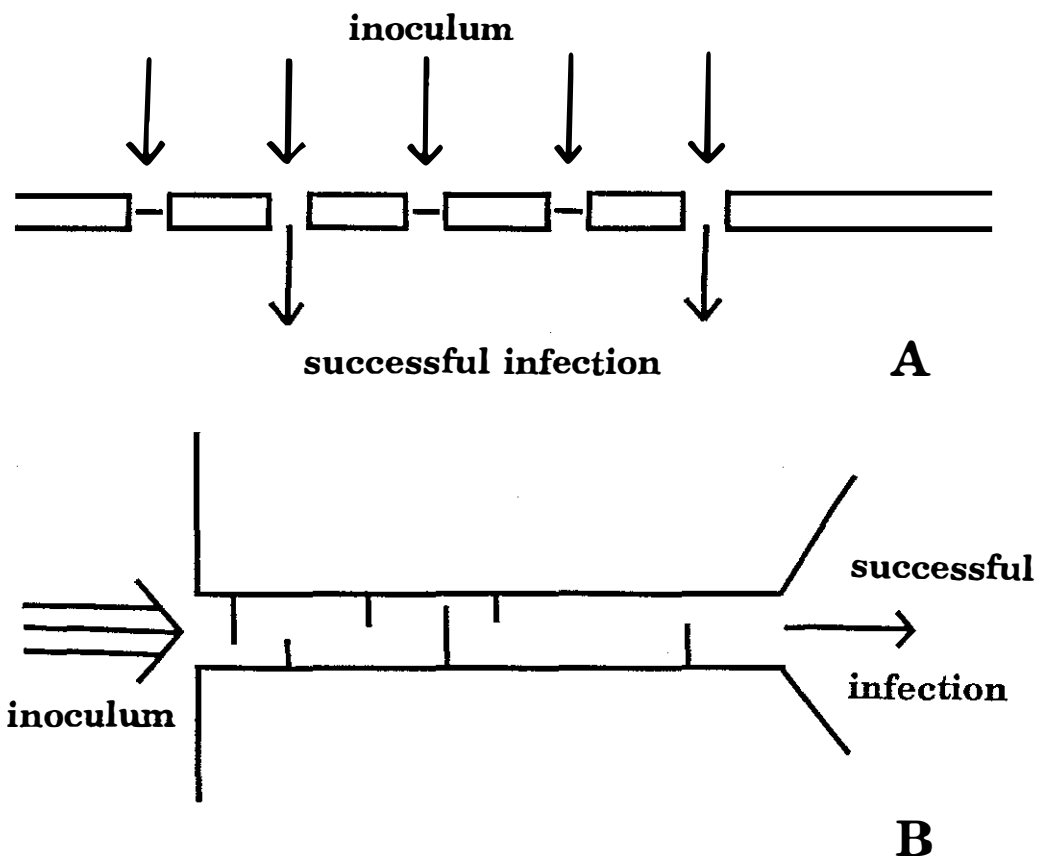 inoculum
successful infection
A
successful
inoculum
infection
B